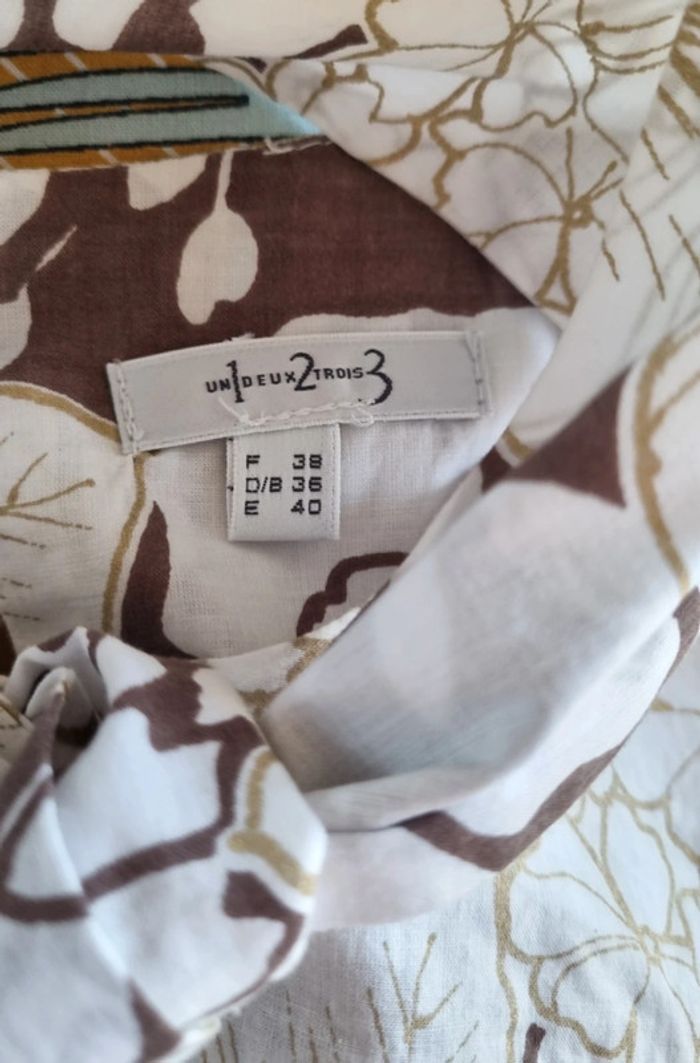 UN1DEUX2TROIS3
F 38
D/B 36
E 40